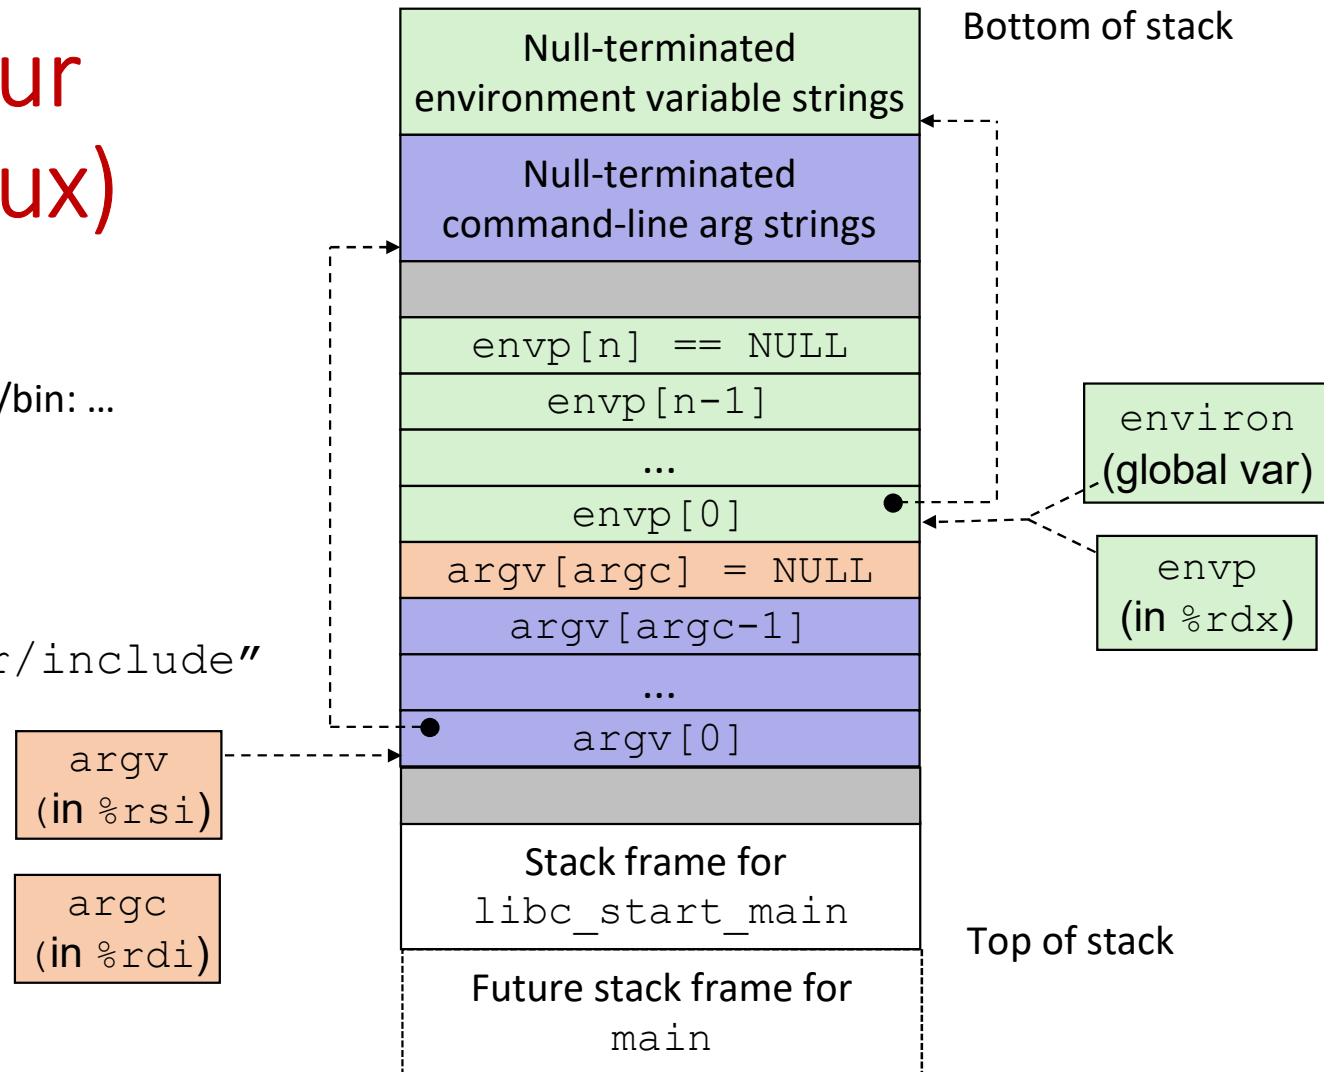 ur
ux)
/bin: …
r/include”
argv
(in %rsi)
argc
(in %rdi)
Null-terminated
environment variable strings
Null-terminated
command-line arg strings
envp[n] == NULL
envp[n-1]
…
envp[0]
argv[argc] = NULL
argv[argc-1]
…
argv[0]
Stack frame for
libc_start_main
Future stack frame for
main
Bottom of stack
environ
(global var)
envp
(in %rdx)
Top of stack